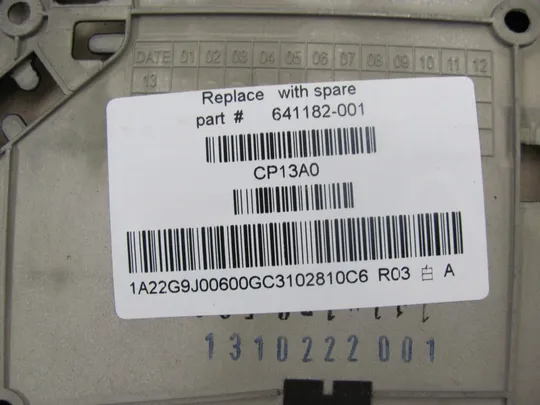 DATE 01 02 03 04 05 06 07 08 09 10 11 12
13
Replace with spare
part # 641182-001
CP13A0
1A22G9J00600GC3102810C6 R03 白 A
1310222001